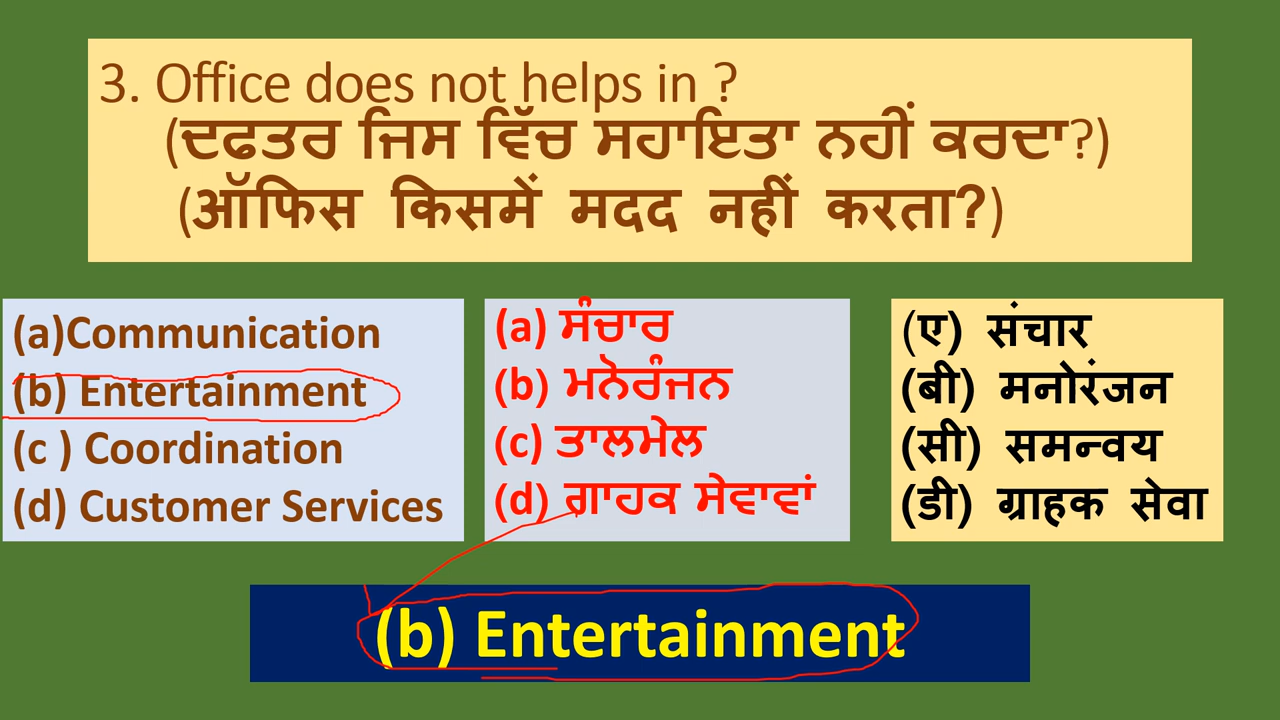 3. Office does not helps in ?
(ਦਫਤਰ ਜਿਸ ਵਿੱਚ ਸਹਾਇਤਾ ਨਹੀਂ ਕਰਦਾ?)
(ऑफिस किसमें मदद नहीं करता?)
(a)Communication
(b) Entertainment
(c ) Coordination
(d) Customer Services
(a) ਸੰਚਾਰ
(b) ਮਨੋਰੰਜਨ
(c) ਤਾਲਮੇਲ
(d) ਗਾਹਕ ਸੇਵਾਵਾਂ
(ए) संचार
(बी) मनोरंजन
(सी) समन्वय
(डी) ग्राहक सेवा
(b) Entertainment